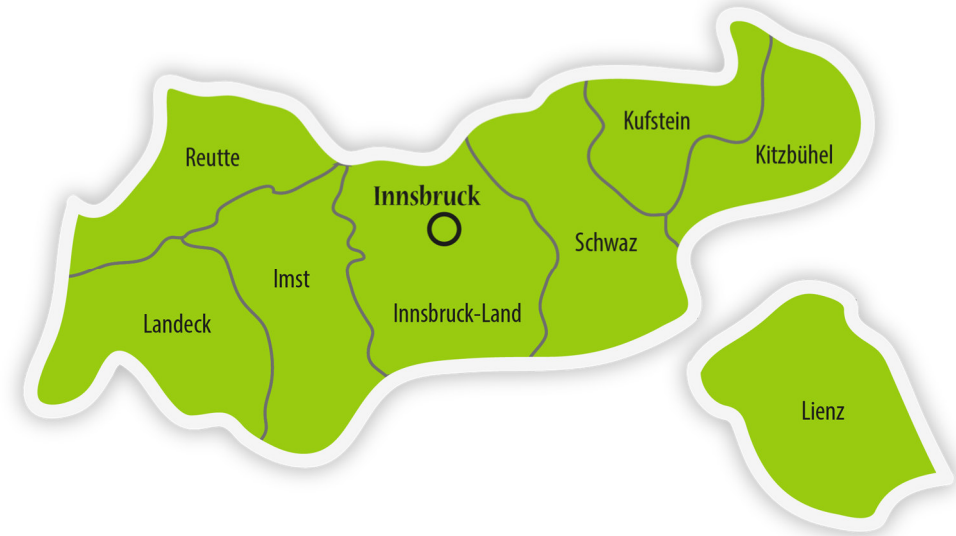 Kufstein
Kitzbühel
Reutte
Innsbruck
Schwaz
Imst
Innsbruck-Land
Landeck
Lienz